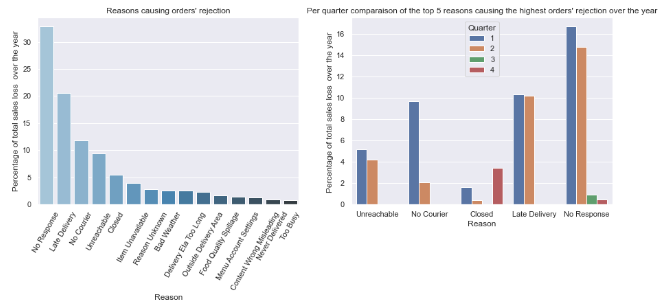 Reasons causing orders' rejection
Percentage of total sales loss over the year
30
25
20
15
10
5
0
No Response
Late Delivery
No Courier
Unreachable
Closed
Item Unavailable
Reason Unknown
Bad Weather
Delivery Eta Too Long
Outside Delivery Area
Food Quality Spillage
Menu Account Settings
Content Wrong Misleading
Never Delivered
Too Busy
Reason
Per quarter comparaison of the top 5 reasons causing the highest orders' rejection over the year
Percentage of total sales loss over the year
16
14
12
10
8
6
4
2
0
Quarter
1
2
3
4
Unreachable
No Courier
Closed
Late Delivery
No Response
Reason